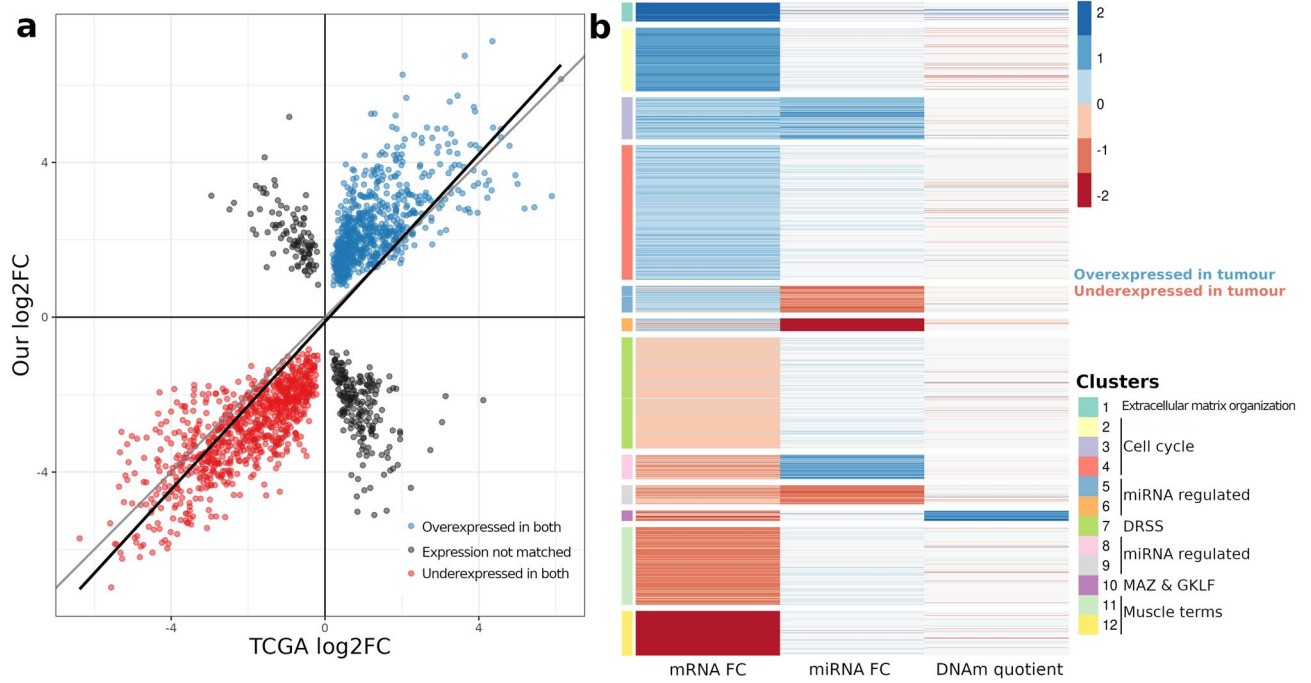 a
Our log2FC
4
0
-4
-4
0
4
TCGA log2FC
Overexpressed in both
Expression not matched
Underexpressed in both
b
mRNA FC
miRNA FC
DNAm quotient
2
1
0
-1
-2
Overexpressed in tumour
Underexpressed in tumour
Clusters
1 Extracellular matrix organization
2
3 Cell cycle
4
5 miRNA regulated
6
7 DRSS
8 miRNA regulated
9
10 MAZ & GKLF
11 Muscle terms
12